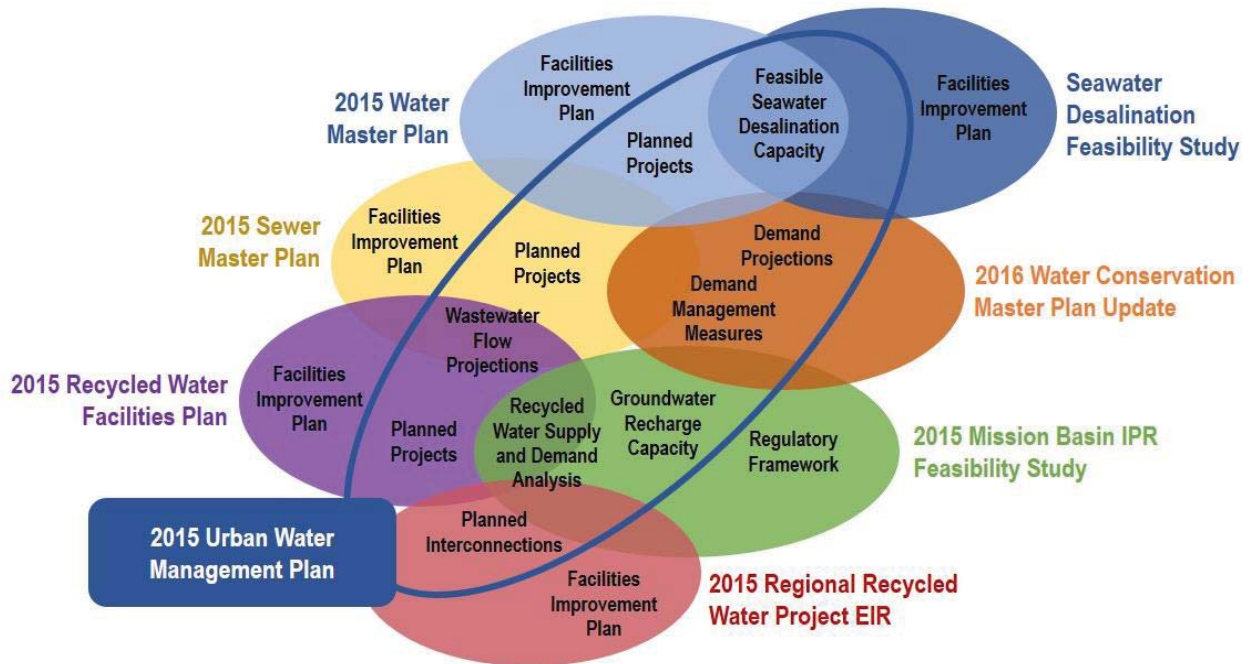 2015 Water
Master Plan
Facilities
Improvement
Plan
Planned
Projects
Feasible
Seawater
Desalination
Capacity
Facilities
Improvement
Plan
Seawater
Desalination
Feasibility Study
2015 Sewer
Master Plan
Facilities
Improvement
Plan
Planned
Projects
Demand
Projections
Demand
Management
Measures
2016 Water Conservation
Master Plan Update
Wastewater
Flow
Projections
2015 Recycled Water
Facilities Plan
Facilities
Improvement
Plan
Planned
Projects
Recycled
Water Supply
and Demand
Analysis
Groundwater
Recharge
Capacity
Regulatory
Framework
2015 Mission Basin IPR
Feasibility Study
2015 Urban Water
Management Plan
Planned
Interconnections
Facilities
Improvement
Plan
2015 Regional Recycled
Water Project EIR